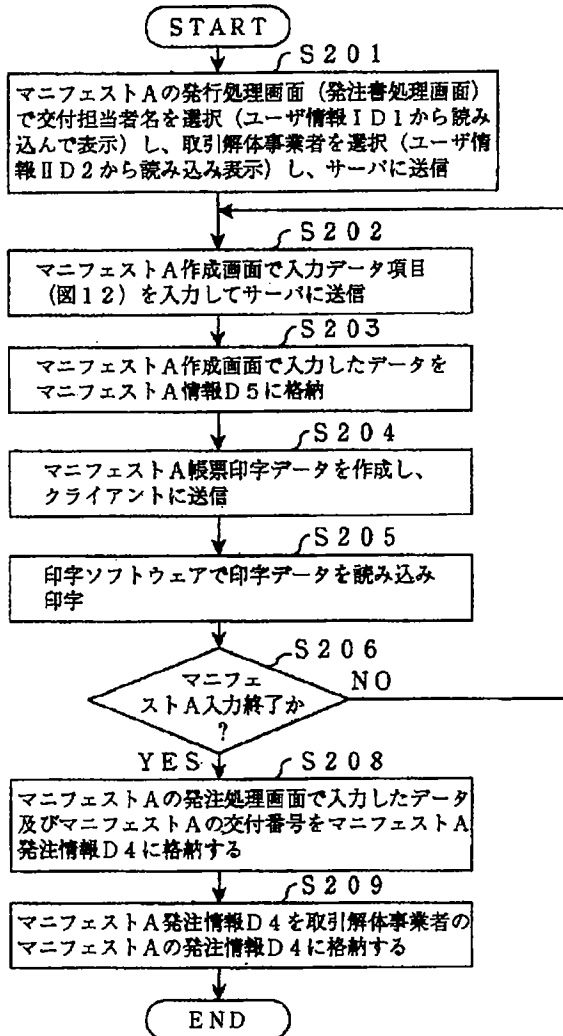 START
S201
マニフェストAの発行処理画面（発注書処理画面）
で交付担当者名を選択（ユーザ情報ⅠD1から読み
込んで表示）し、取引解体事業者を選択（ユーザ情
報ⅡD2から読み込み表示）し、サーバに送信
S202
マニフェストA作成画面で入力データ項目
（図12）を入力してサーバに送信
S203
マニフェストA作成画面で入力したデータを
マニフェストA情報D5に格納
S204
マニフェストA帳票印字データを作成し、
クライアントに送信
S205
印字ソフトウェアで印字データを読み込み
印字
S206
マニフェ
ストA入力終了か
?
NO
YES
S208
マニフェストAの発注処理画面で入力したデータ
及びマニフェストAの交付番号をマニフェストA
発注情報D4に格納する
S209
マニフェストA発注情報D4を取引解体事業者の
マニフェストAの発注情報D4に格納する
END